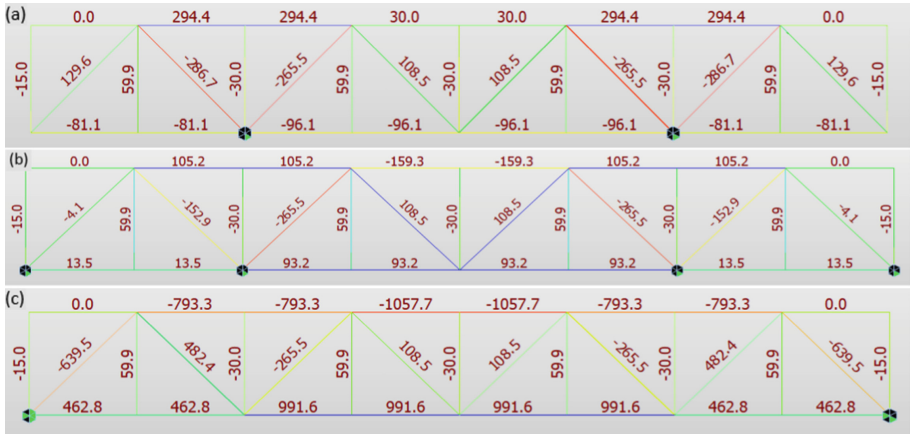 (a) 0.0 294.4 294.4 30.0 30.0 294.4 294.4 0.0
-15.0 129.6 59.9 -286.7 -30.0 -265.5 59.9 108.5 -30.0 108.5 59.9 -265.5 -30.0 -286.7 59.9 129.6 -15.0
-81.1 -81.1 -96.1 -96.1 -96.1 -96.1 -81.1 -81.1
(b) 0.0 105.2 105.2 -159.3 -159.3 105.2 105.2 0.0
-15.0 -4.1 59.9 -152.9 -30.0 -265.5 59.9 108.5 -30.0 108.5 59.9 -265.5 -30.0 -152.9 59.9 -4.1 -15.0
13.5 13.5 93.2 93.2 93.2 93.2 13.5 13.5
(c) 0.0 -793.3 -793.3 -1057.7 -1057.7 -793.3 -793.3 0.0
-15.0 -639.5 59.9 482.4 -30.0 -265.5 59.9 108.5 -30.0 108.5 59.9 -265.5 -30.0 482.4 59.9 -639.5 -15.0
462.8 462.8 991.6 991.6 991.6 991.6 462.8 462.8